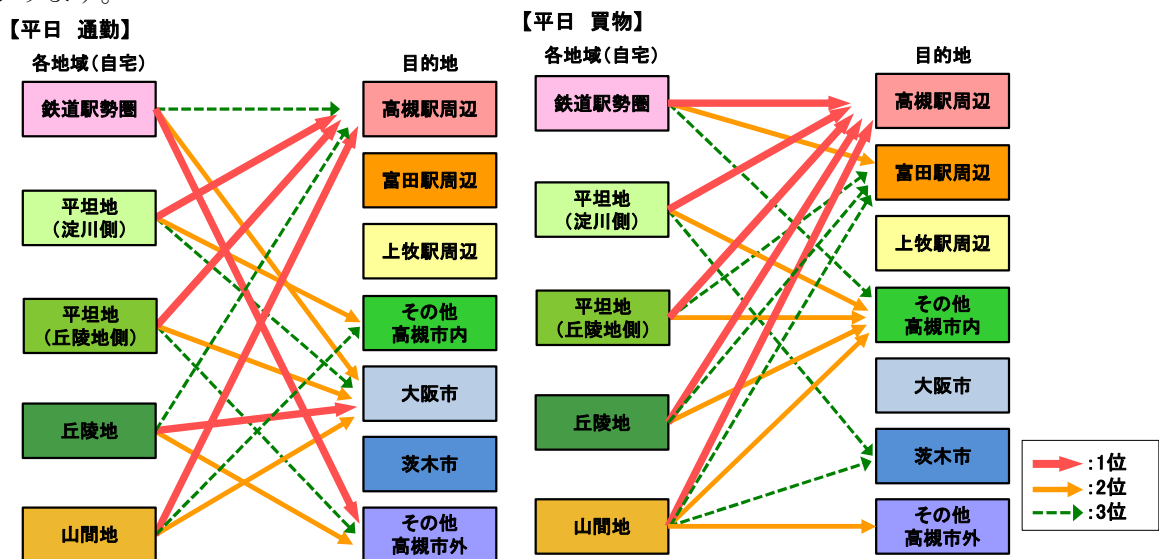 【平日 通勤】
各地域(自宅)
目的地
鉄道駅勢圏
平坦地
(淀川側)
平坦地
(丘陵地側)
丘陵地
山間地
高槻駅周辺
富田駅周辺
上牧駅周辺
その他
高槻市内
大阪市
茨木市
その他
高槻市外
【平日 買物】
各地域(自宅)
目的地
鉄道駅勢圏
平坦地
(淀川側)
平坦地
(丘陵地側)
丘陵地
山間地
高槻駅周辺
富田駅周辺
上牧駅周辺
その他
高槻市内
大阪市
茨木市
その他
高槻市外
:1位
:2位
:3位